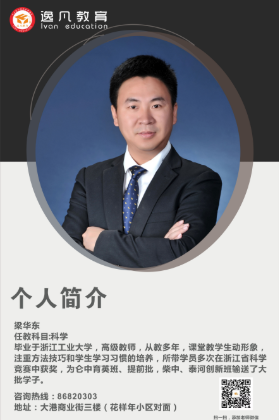 逸凡教育
Ivan education
个人简介
梁华东
任教科目:科学
毕业于浙江工业大学，高级教师，从教多年，课堂教学生动形象，
注重方法技巧和学生学习习惯的培养，所带学员多次在浙江省科学
竞赛中获奖，为仑中育英班、提前批，柴中、泰河创新班输送了大
批学子。
咨询热线：86820303
地址：大港商业街三楼（花样年小区对面）